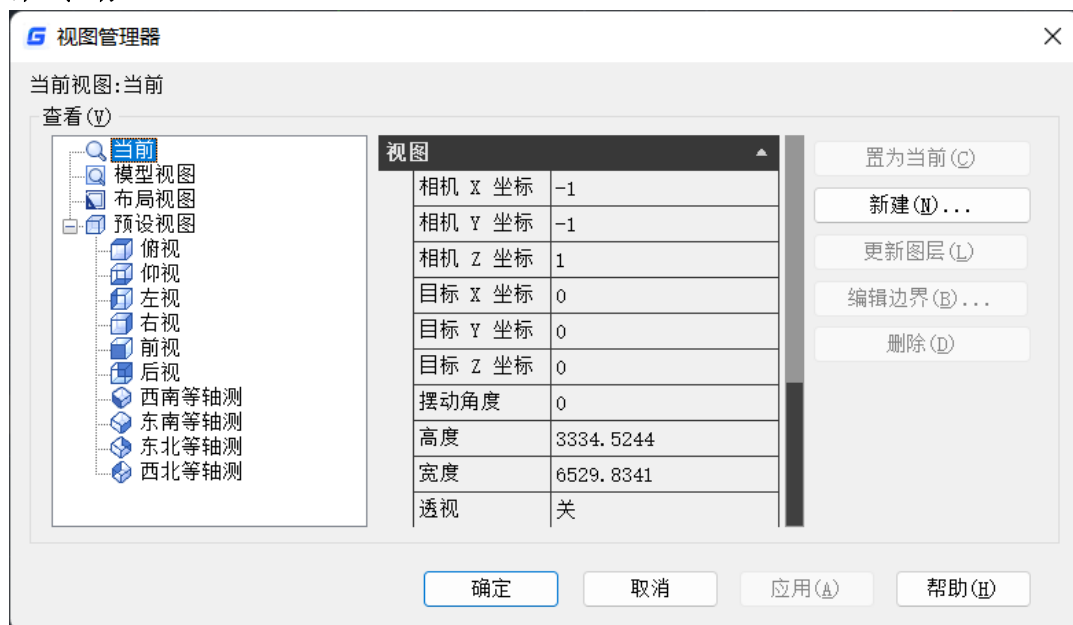 视图管理器
当前视图:当前
查看(V)
当前
模型视图
布局视图
预设视图
俯视
仰视
左视
右视
前视
后视
西南等轴测
东南等轴测
东北等轴测
西北等轴测
视图
相机 X 坐标 -1
相机 Y 坐标 -1
相机 Z 坐标 1
目标 X 坐标 0
目标 Y 坐标 0
目标 Z 坐标 0
摆动角度 0
高度 3334.5244
宽度 6529.8341
透视 关
置为当前(C)
新建(N)...
更新图层(L)
编辑边界(B)...
删除(D)
确定 取消 应用(A) 帮助(H)